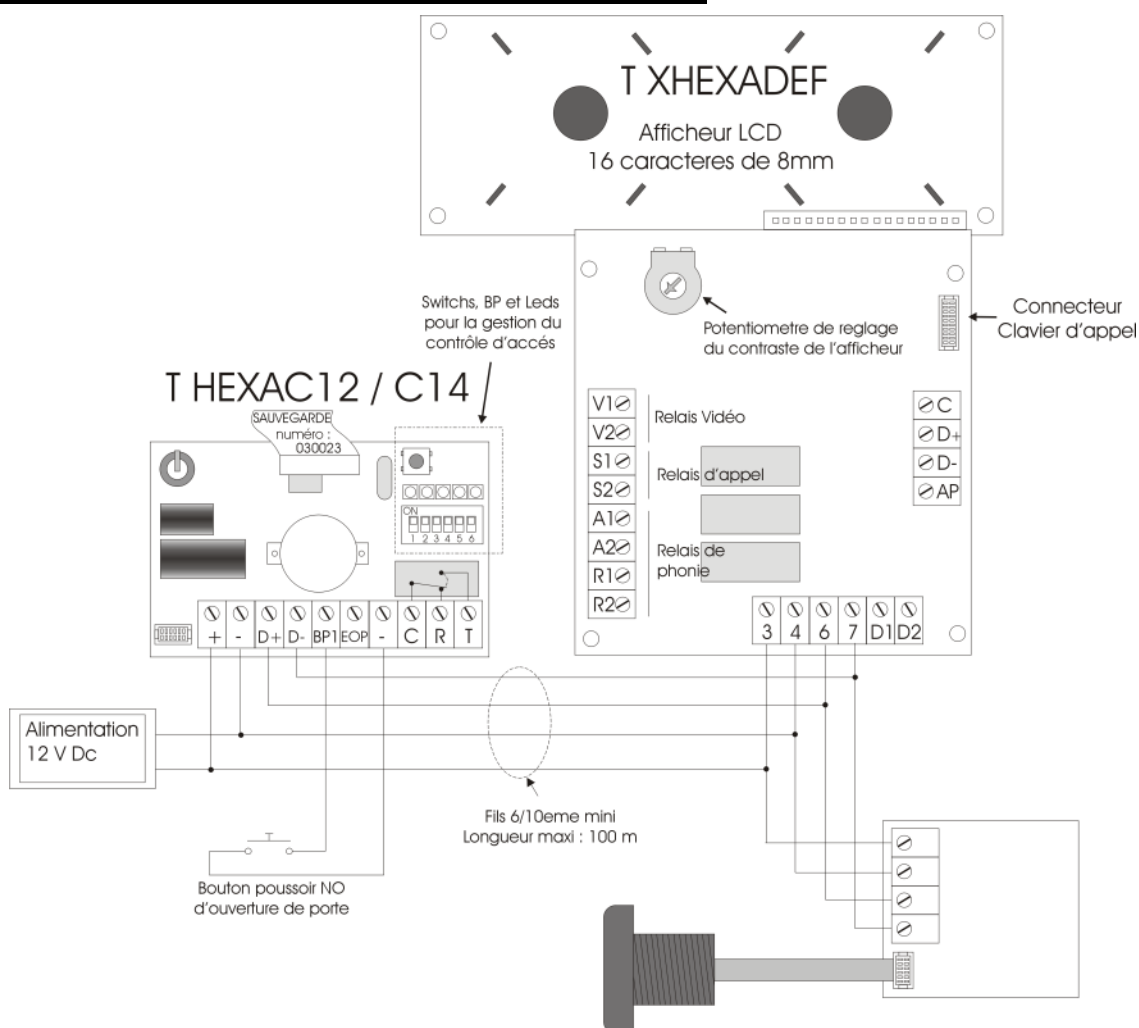 T XHEXADEF
Afficheur LCD
16 caracteres de 8mm
Switchs, BP et Leds
pour la gestion du
contrôle d'accés
Potentiometre de reglage
du contraste de l'afficheur
Connecteur
Clavier d'appel
T HEXAC12 / C14
SAUVEGARDE
numéro :
030023
ON
1 2 3 4 5 6
V1
V2
Relais Vidéo
S1
S2
Relais d'appel
A1
A2
R1
R2
Relais de
phonie
C
D+
D-
AP
3 4 6 7 D1 D2
+ - D+ D- BP1 EOP - C R T
Alimentation
12 V Dc
Fils 6/10eme mini
Longueur maxi : 100 m
Bouton poussoir NO
d'ouverture de porte